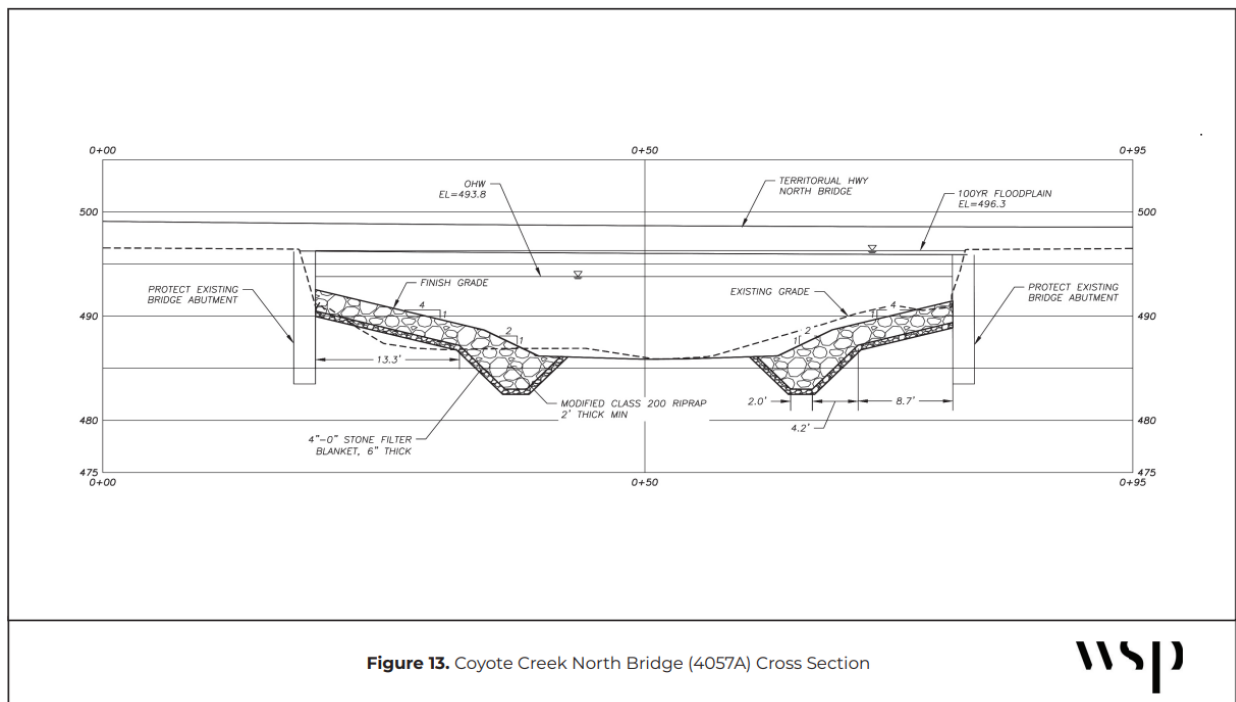 0+00
0+50
0+95
OHW
EL=493.8
TERRITORUAL HWY
NORTH BRIDGE
100YR FLOODPLAIN
EL=496.3
500
500
PROTECT EXISTING
BRIDGE ABUTMENT
FINISH GRADE
EXISTING GRADE
PROTECT EXISTING
BRIDGE ABUTMENT
490
490
4
1
2
1
4
1
2
1
13.3'
MODIFIED CLASS 200 RIPRAP
2' THICK MIN
2.0'
4.2'
8.7'
480
480
4"-0" STONE FILTER
BLANKET, 6" THICK
475
475
0+00
0+50
0+95
Figure 13. Coyote Creek North Bridge (4057A) Cross Section
wsp